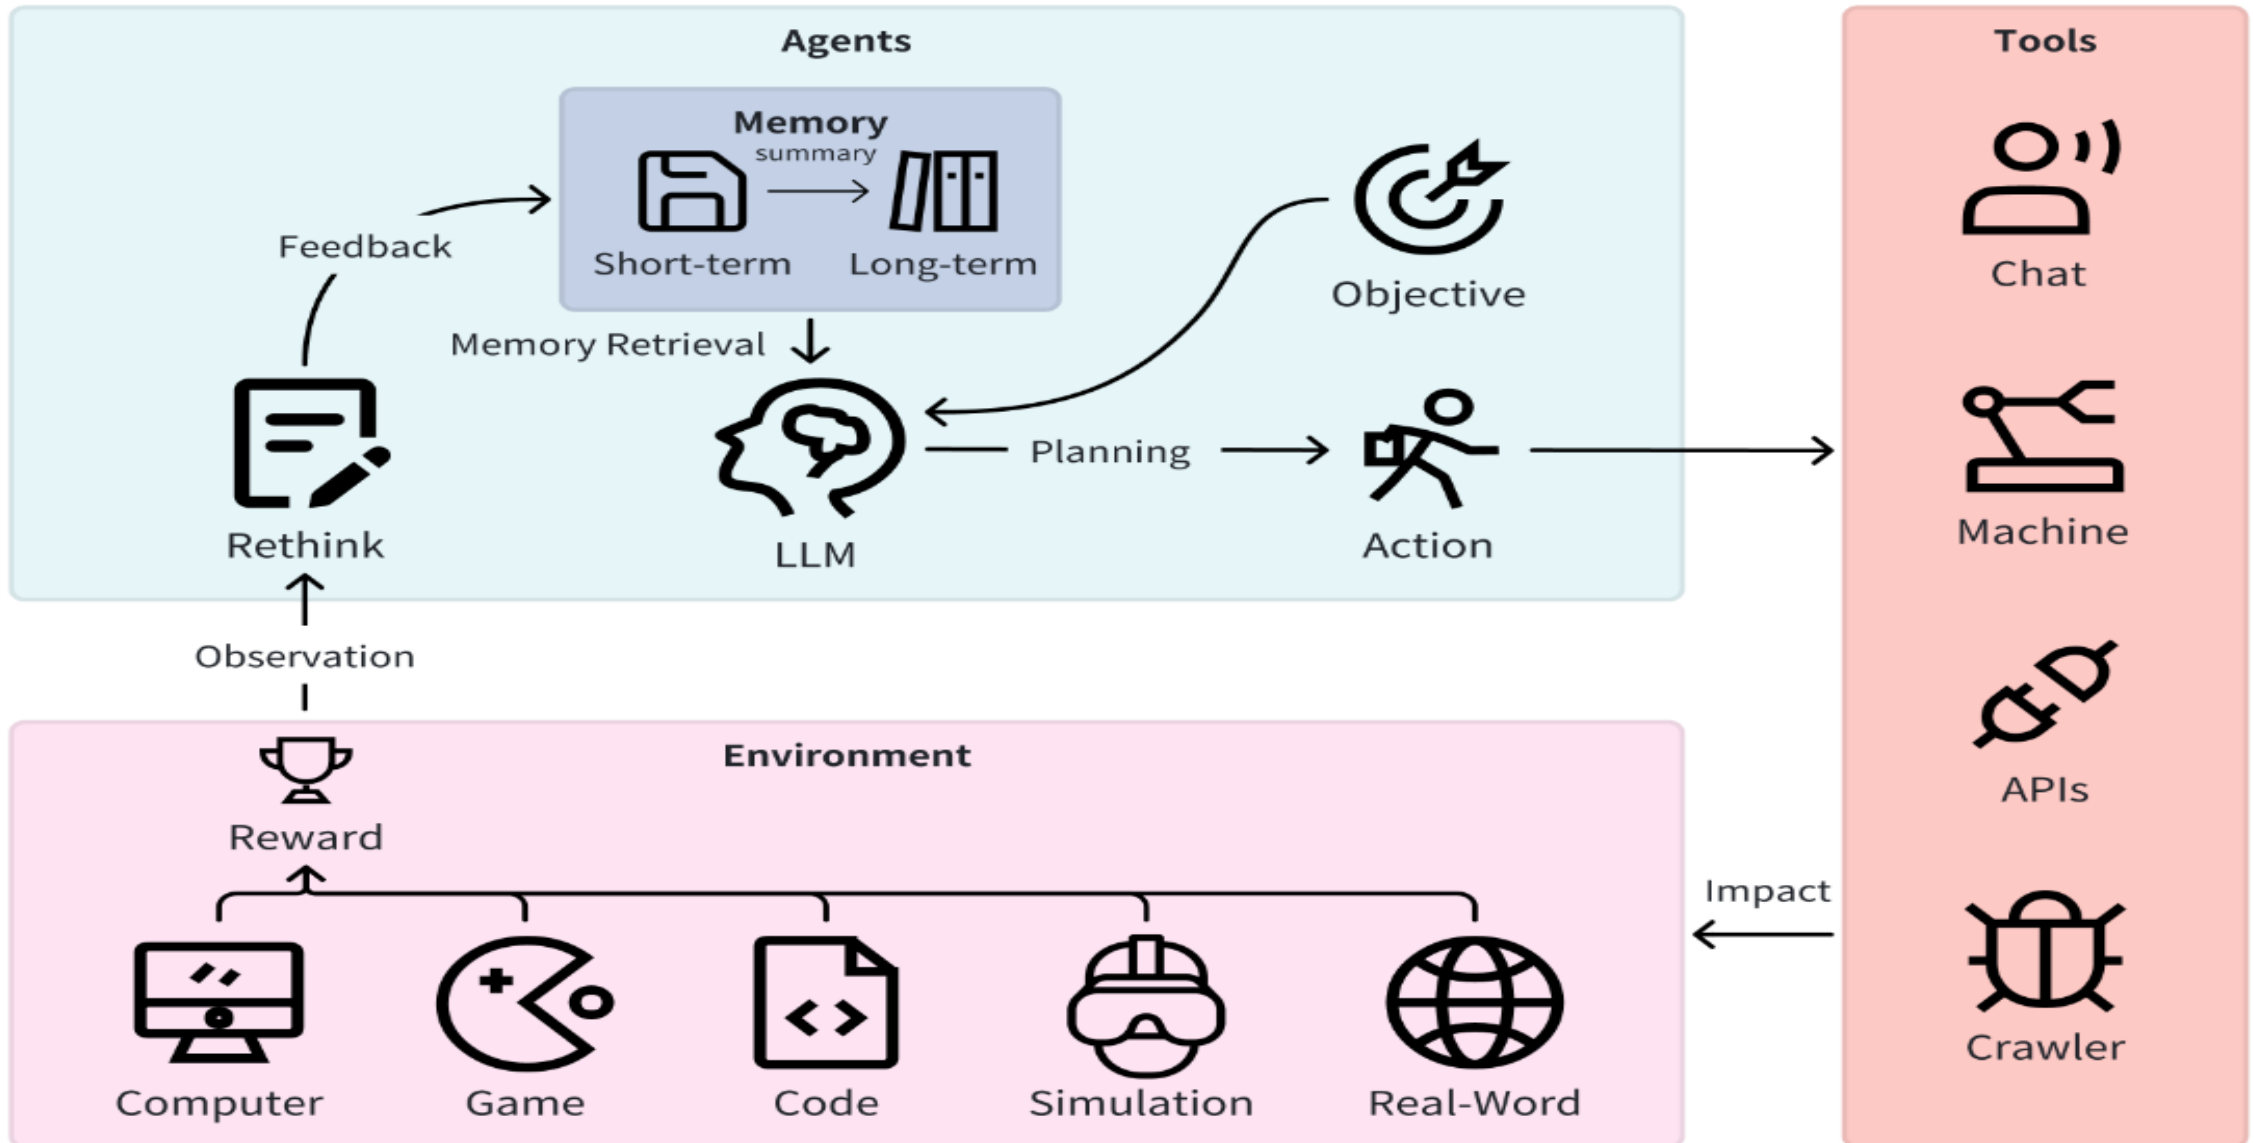 Agents
Memory
summary
Short-term
Long-term
Feedback
Memory Retrieval
Objective
Planning
Rethink
LLM
Action
Observation
Environment
Reward
Computer
Game
Code
Simulation
Real-Word
Impact
Tools
Chat
Machine
APIs
Crawler